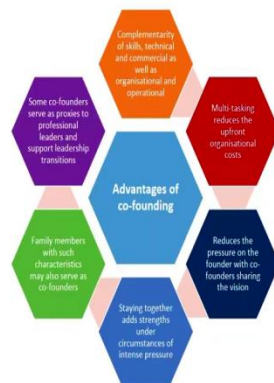 Complementarity
of skills, technical
and commercial as
well as
organisational and
operational
Multi-tasking
reduces the
upfront
organisational
costs
Reduces the
pressure on the
founder with co-
founders sharing
the vision
Staying together
adds strengths
under
circumstances of
intense pressure
Family members
with such
characteristics
may also serve as
co-founders
Some co-founders
serve as proxies to
professional
leaders and
support leadership
transitions
Advantages of
co-founding